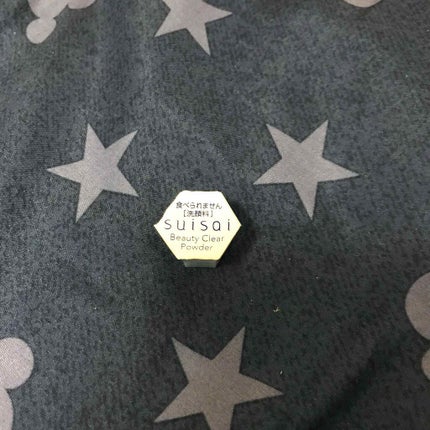 食べられません
[洗顔料]
suisai
Beauty Clear
Powder